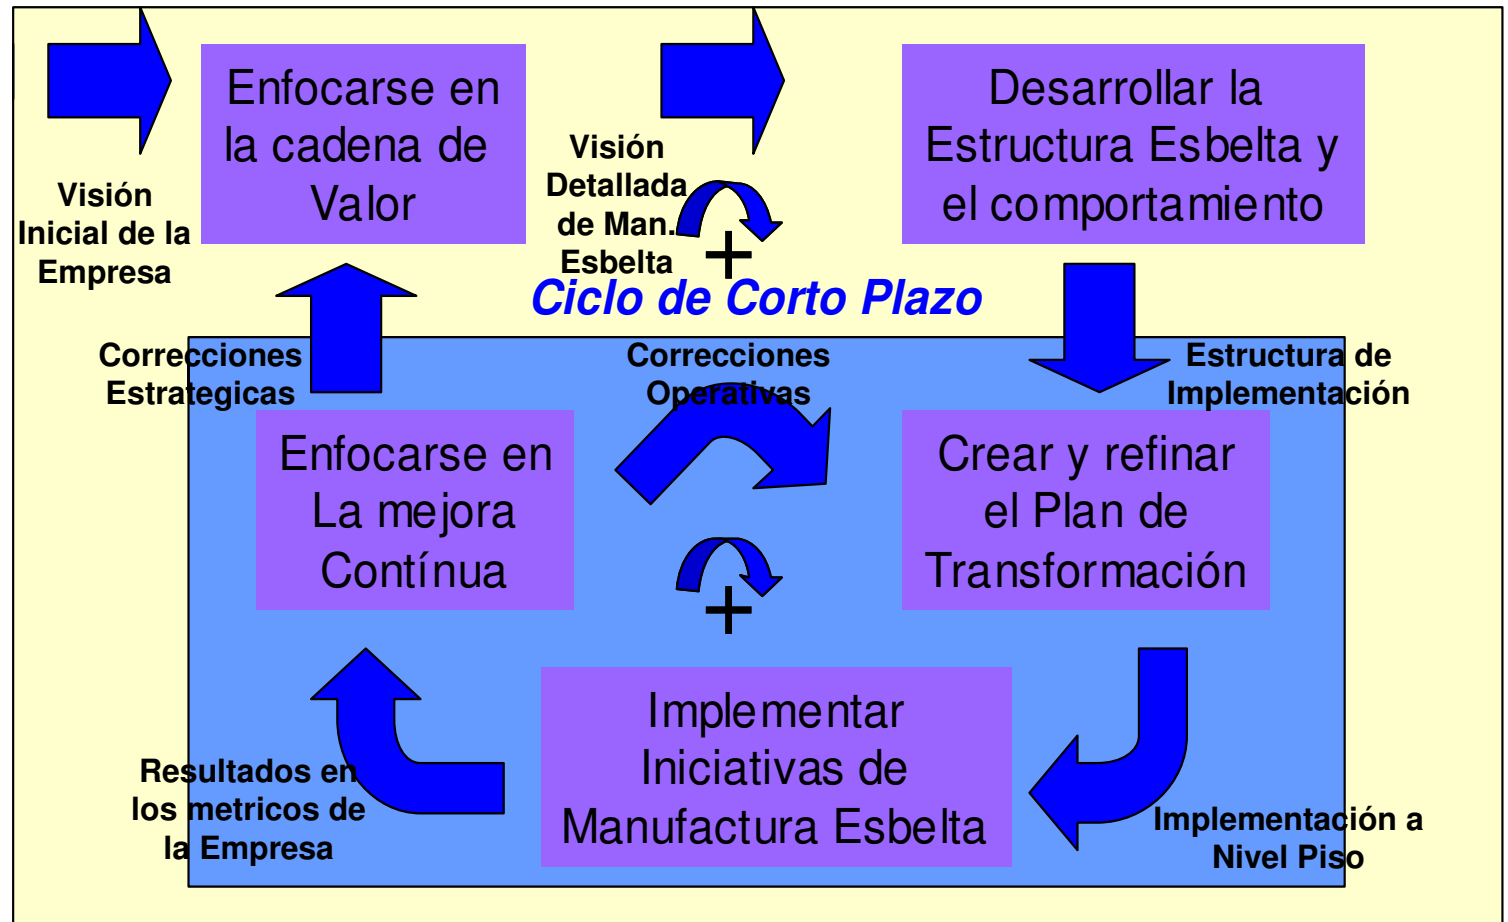 Enfocarse en
la cadena de
Valor
Desarrollar la
Estructura Esbelta y
el comportamiento
Visión
Inicial de la
Empresa
Visión
Detallada
de Man.
Esbelta
+
Ciclo de Corto Plazo
Correcciones
Estrategicas
Correcciones
Operativas
Estructura de
Implementación
Enfocarse en
La mejora
Contínua
Crear y refinar
el Plan de
Transformación
+
Implementar
Iniciativas de
Manufactura Esbelta
Resultados en
los metricos de
la Empresa
Implementación a
Nivel Piso